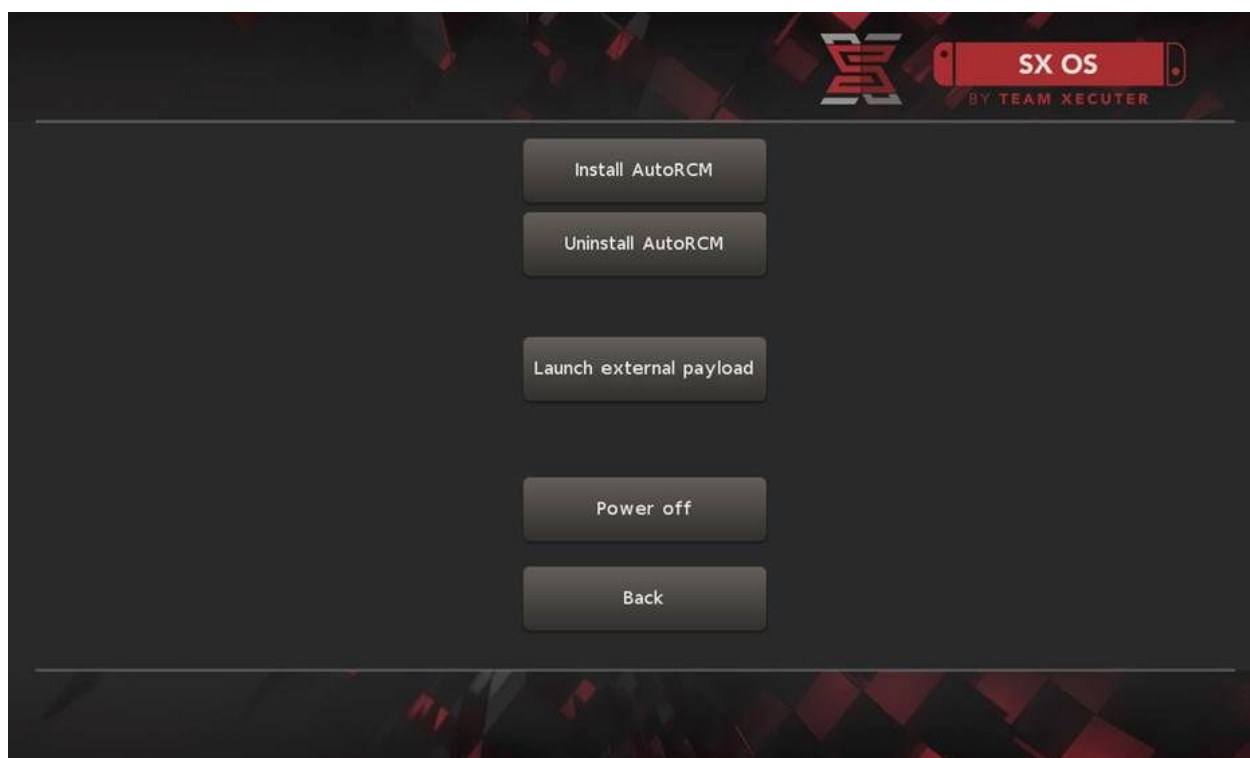 SX OS
BY TEAM XECUTER
Install AutoRCM
Uninstall AutoRCM
Launch external payload
Power off
Back